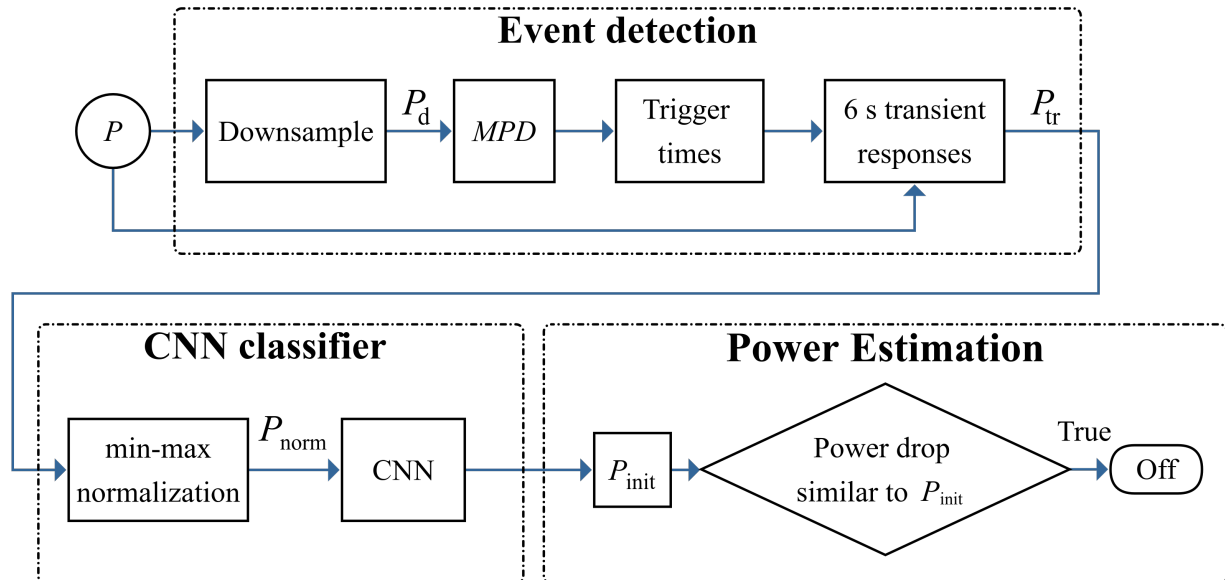 Event detection
P
Downsample
Pd
MPD
Trigger
times
6 s transient
responses
Ptr
CNN classifier
min-max
normalization
Pnorm
CNN
Power Estimation
Pinit
Power drop
similar to Pinit
True
Off